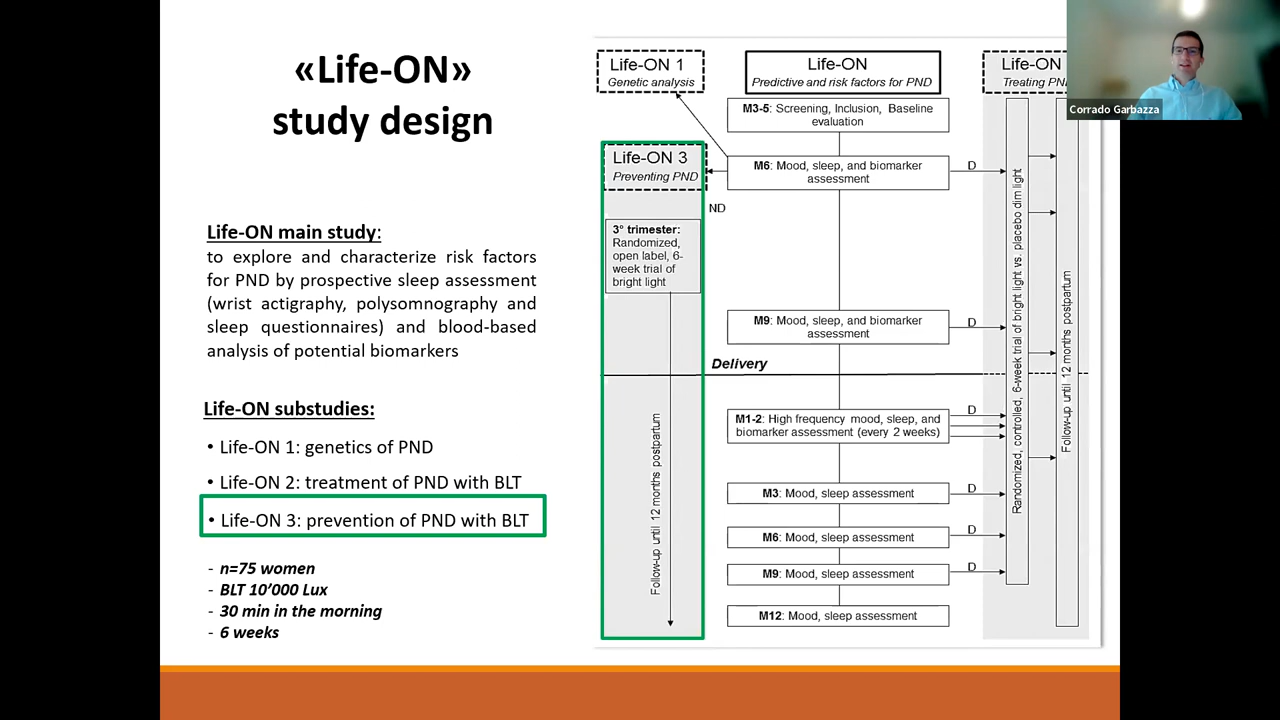 «Life-ON»
study design
Life-ON main study:
to explore and characterize risk factors
for PND by prospective sleep assessment
(wrist actigraphy, polysomnography and
sleep questionnaires) and blood-based
analysis of potential biomarkers
Life-ON substudies:
• Life-ON 1: genetics of PND
• Life-ON 2: treatment of PND with BLT
• Life-ON 3: prevention of PND with BLT
- n=75 women
- BLT 10’000 Lux
- 30 min in the morning
- 6 weeks
Life-ON 1
Genetic analysis
Life-ON 3
Preventing PND
ND
3° trimester:
Randomized,
open label, 6-
week trial of
bright light
Follow-up until 12 months postpartum
Life-ON
Predictive and risk factors for PND
M3-5: Screening, Inclusion, Baseline
evaluation
M6: Mood, sleep, and biomarker
assessment
D
M9: Mood, sleep, and biomarker
assessment
D
Delivery
M1-2: High frequency mood, sleep, and
biomarker assessment (every 2 weeks)
D
M3: Mood, sleep assessment
D
M6: Mood, sleep assessment
D
M9: Mood, sleep assessment
D
M12: Mood, sleep assessment
Life-ON
Treating
Randomized, controlled, 6-week trial of bright light vs. placebo dim light
Follow-up until 12 months postpartum
Corrado Garbazza